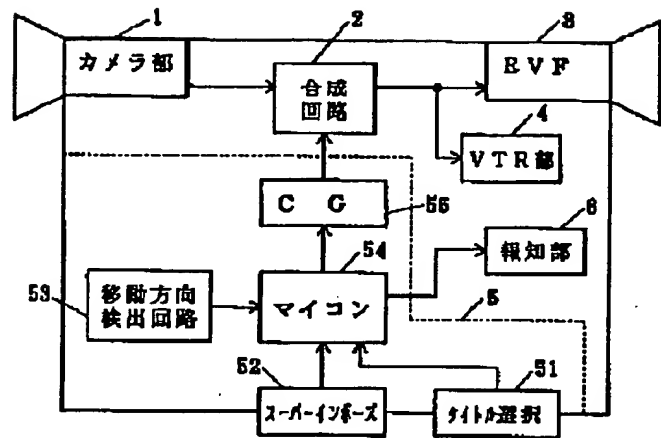 1
2
3
カメラ部
合成
回路
EVF
4
VTR部
C G
55
6
報知部
54
53
移動方向
検出回路
マイコン
5
52
51
スーパーインポーズ
タイトル選択